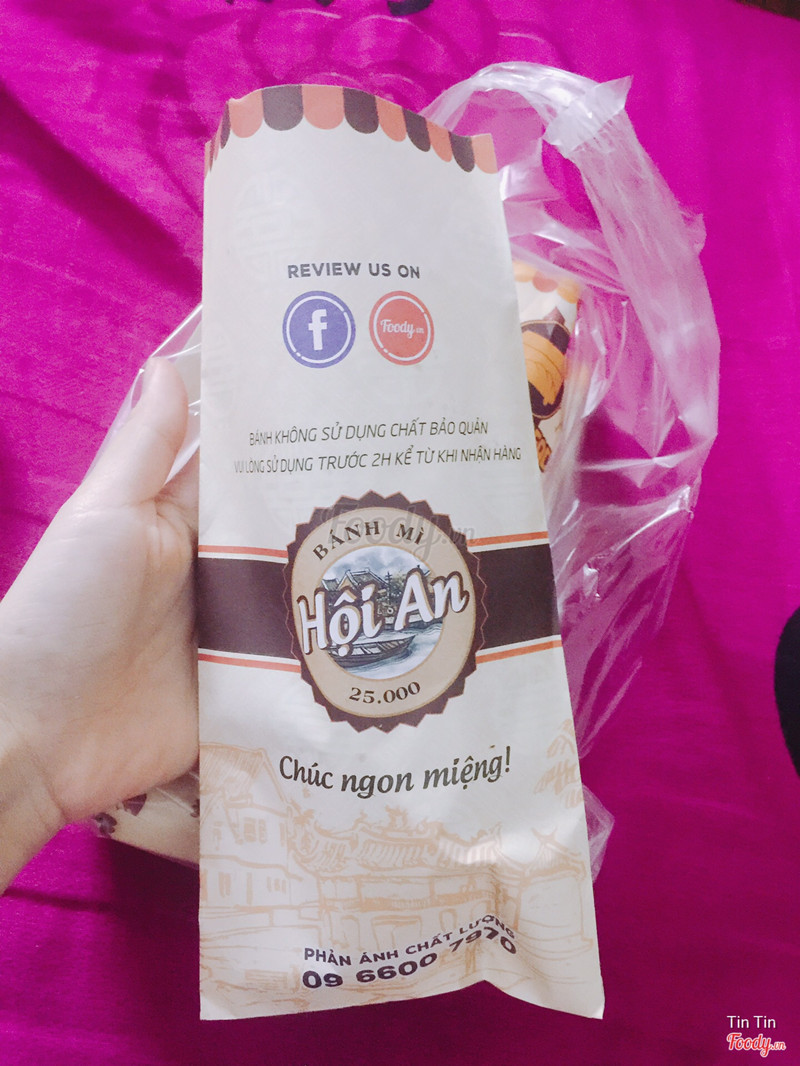 REVIEW US ON
f
Foody.vn
BÁNH KHÔNG SỬ DỤNG CHẤT BẢO QUẢN
VUI LÒNG SỬ DỤNG TRƯỚC 2H KỂ TỪ KHI NHẬN HÀNG
Foody.vn
BÁNH MÌ
Hội An
25.000
Chúc ngon miệng!
PHẢN ÁNH CHẤT LƯỢNG
09 6600 7970
Tin Tin
Foody.vn